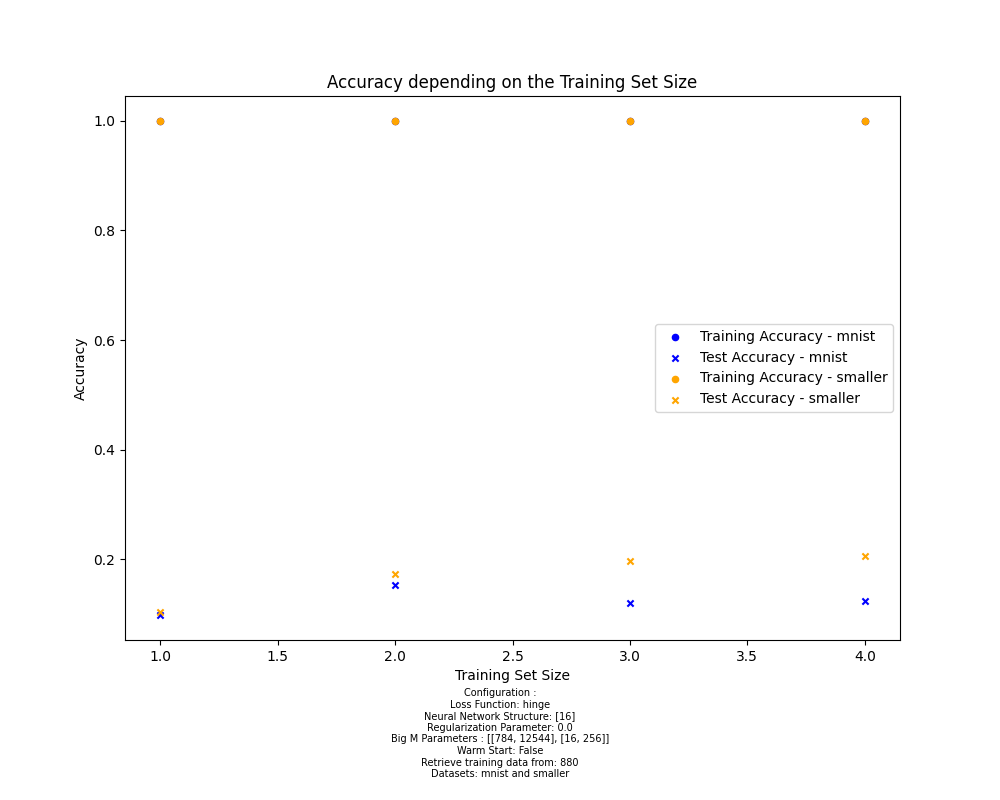 Accuracy depending on the Training Set Size
1.0
0.8
0.6
0.4
0.2
Accuracy
Training Accuracy - mnist
Test Accuracy - mnist
Training Accuracy - smaller
Test Accuracy - smaller
1.0 1.5 2.0 2.5 3.0 3.5 4.0
Training Set Size
Configuration :
Loss Function: hinge
Neural Network Structure: [16]
Regularization Parameter: 0.0
Big M Parameters : [[784, 12544], [16, 256]]
Warm Start: False
Retrieve training data from: 880
Datasets: mnist and smaller